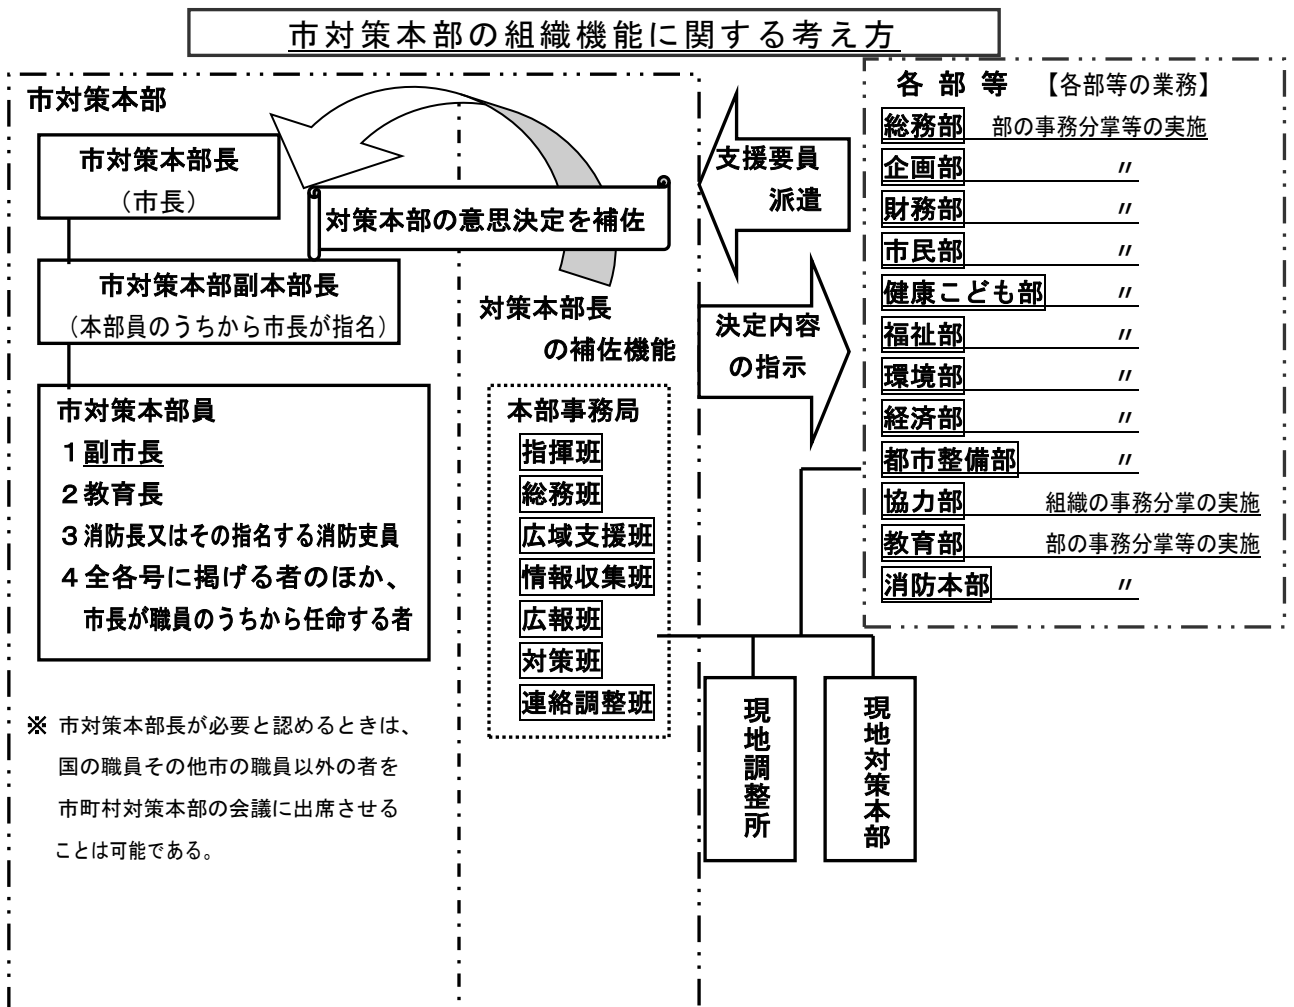 市対策本部の組織機能に関する考え方
市対策本部
市対策本部長
（市長）
市対策本部副本部長
（本部員のうちから市長が指名）
市対策本部員
１副市長
２教育長
３消防長又はその指名する消防吏員
４全各号に掲げる者のほか、
市長が職員のうちから任命する者
※ 市対策本部長が必要と認めるときは、
国の職員その他市の職員以外の者を
市町村対策本部の会議に出席させる
ことは可能である。
対策本部の意思決定を補佐
対策本部長
の補佐機能
本部事務局
指揮班
総務班
広域支援班
情報収集班
広報班
対策班
連絡調整班
支援要員
派遣
決定内容
の指示
各 部 等 【各部等の業務】
総務部 部の事務分掌等の実施
企画部 〃
財務部 〃
市民部 〃
健康こども部 〃
福祉部 〃
環境部 〃
経済部 〃
都市整備部 〃
協力部 組織の事務分掌の実施
教育部 部の事務分掌等の実施
消防本部 〃
現地調整所
現地対策本部